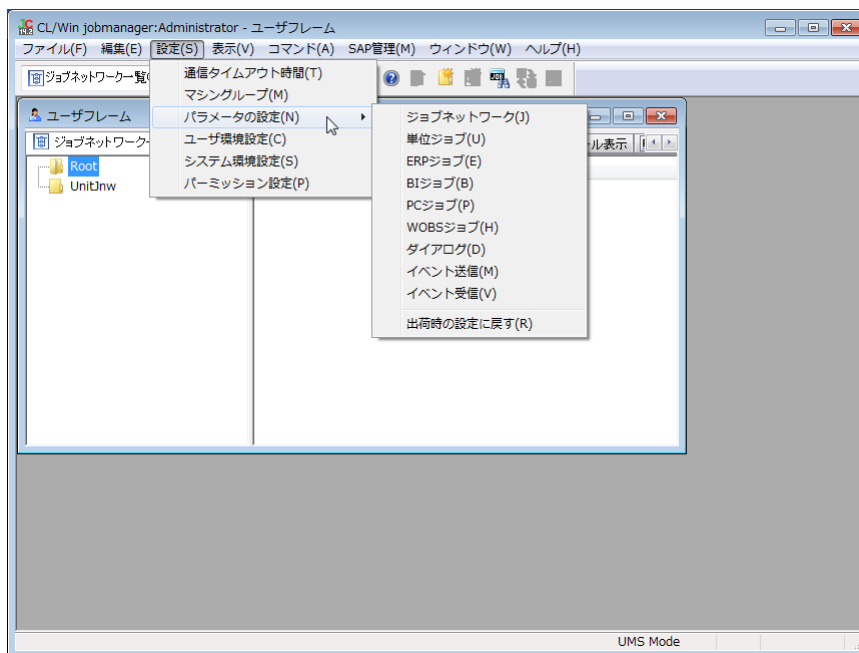 CL/Win jobmanager:Administrator - ユーザフレーム
ファイル(F) 編集(E) 設定(S) 表示(V) コマンド(A) SAP管理(M) ウィンドウ(W) ヘルプ(H)
ジョブネットワーク一覧
通信タイムアウト時間(T)
マシングループ(M)
パラメータの設定(N)
ユーザ環境設定(C)
システム環境設定(S)
パーミッション設定(P)
ジョブネットワーク(J)
単位ジョブ(U)
ERPジョブ(E)
BIジョブ(B)
PCジョブ(P)
WOBSジョブ(H)
ダイアログ(D)
イベント送信(M)
イベント受信(V)
出荷時の設定に戻す(R)
ユーザフレーム
ジョブネットワーク
ール表示
Root
UnitJnw
UMS Mode